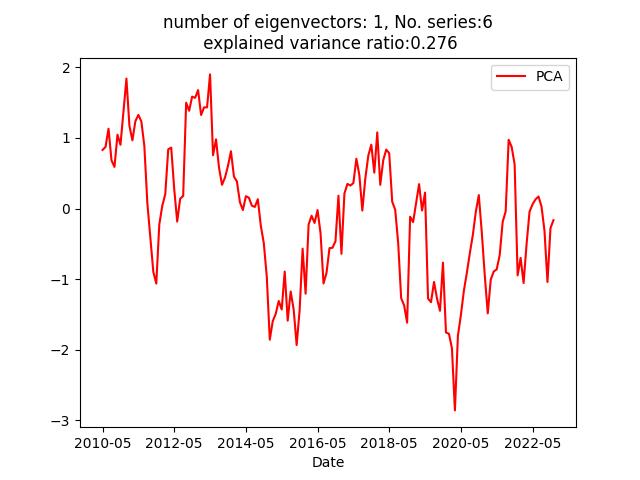 number of eigenvectors: 1, No. series:6
explained variance ratio:0.276
PCA
2
1
0
−1
−2
−3
2010-05 2012-05 2014-05 2016-05 2018-05 2020-05 2022-05
Date